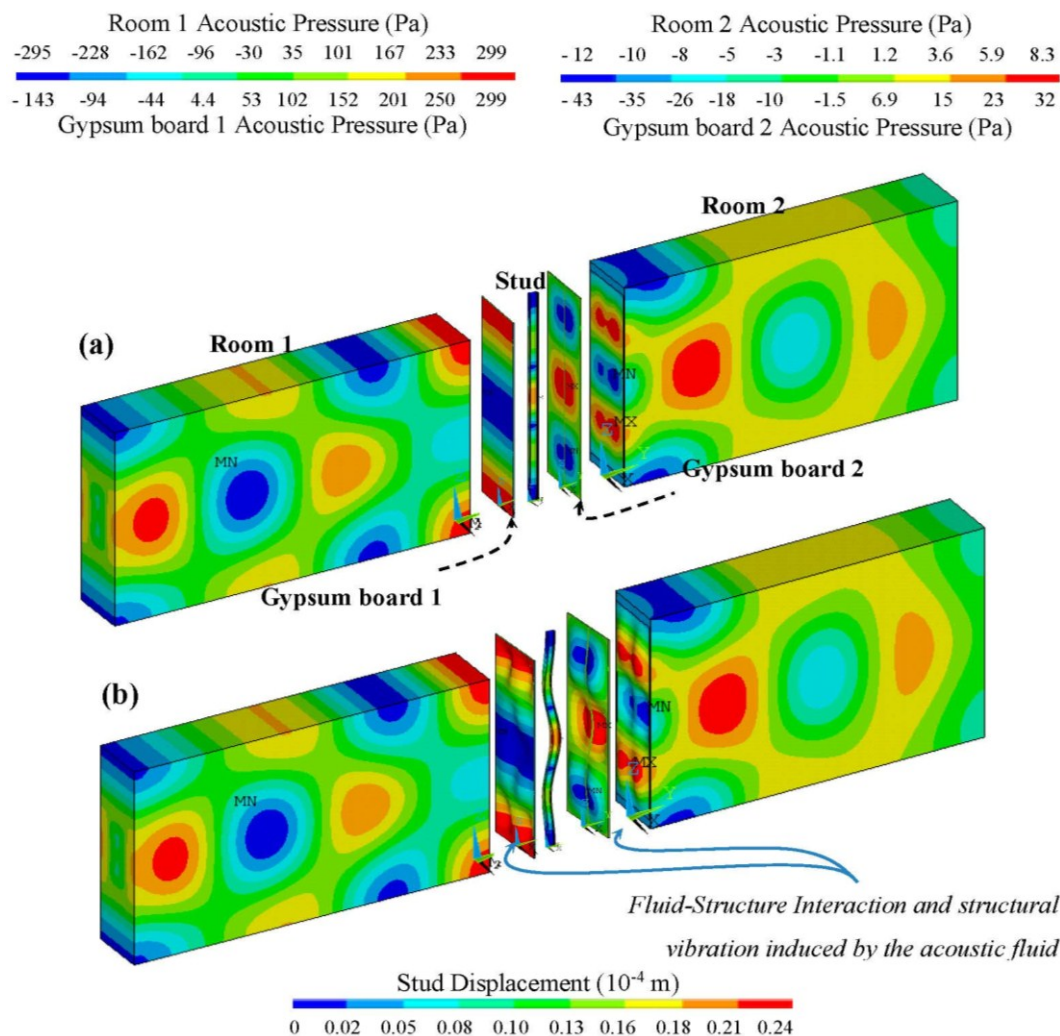 Room 1 Acoustic Pressure (Pa)
-295 -228 -162 -96 -30 35 101 167 233 299
- 143 -94 -44 4.4 53 102 152 201 250 299
Gypsum board 1 Acoustic Pressure (Pa)
Room 2 Acoustic Pressure (Pa)
-12 -10 -8 -5 -3 -1.1 1.2 3.6 5.9 8.3
- 43 -35 -26 -18 -10 -1.5 6.9 15 23 32
Gypsum board 2 Acoustic Pressure (Pa)
Room 2
Stud
(a)
Room 1
MN
MX
Y
MN
X
Gypsum board 2
Gypsum board 1
(b)
MN
MX
Y
MN
X
Fluid-Structure Interaction and structural
vibration induced by the acoustic fluid
Stud Displacement (10-4 m)
0 0.02 0.05 0.08 0.10 0.13 0.16 0.18 0.21 0.24